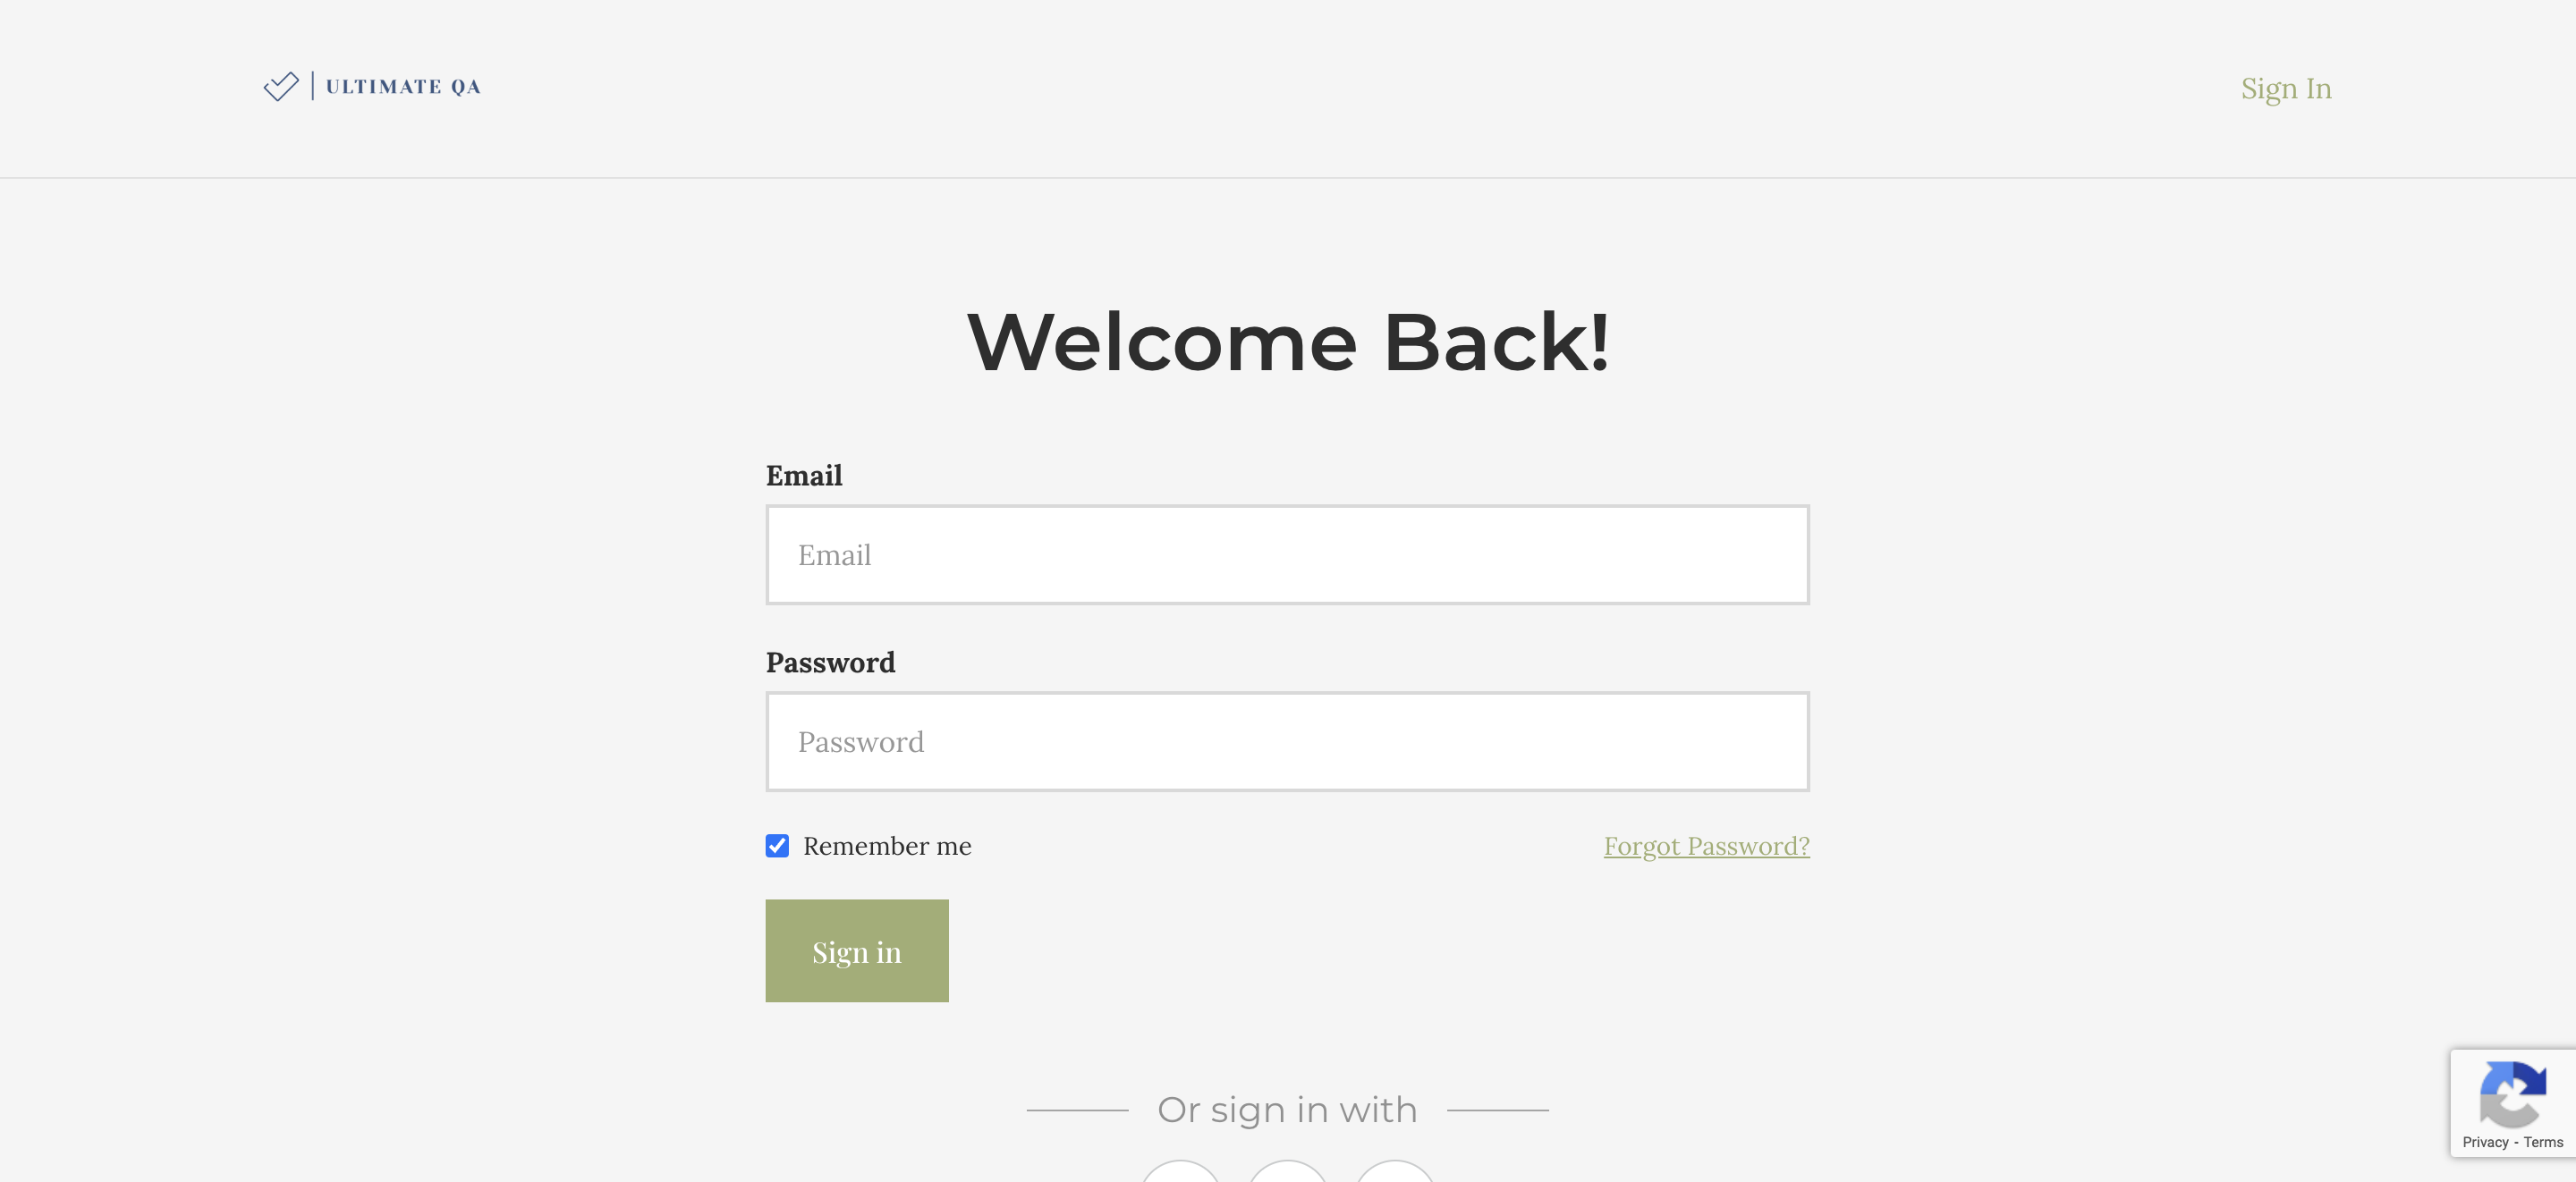 ULTIMATE QA
Sign In
Welcome Back!
Email
Email
Password
Password
Remember me
Forgot Password?
Sign in
Or sign in with
Privacy - Terms